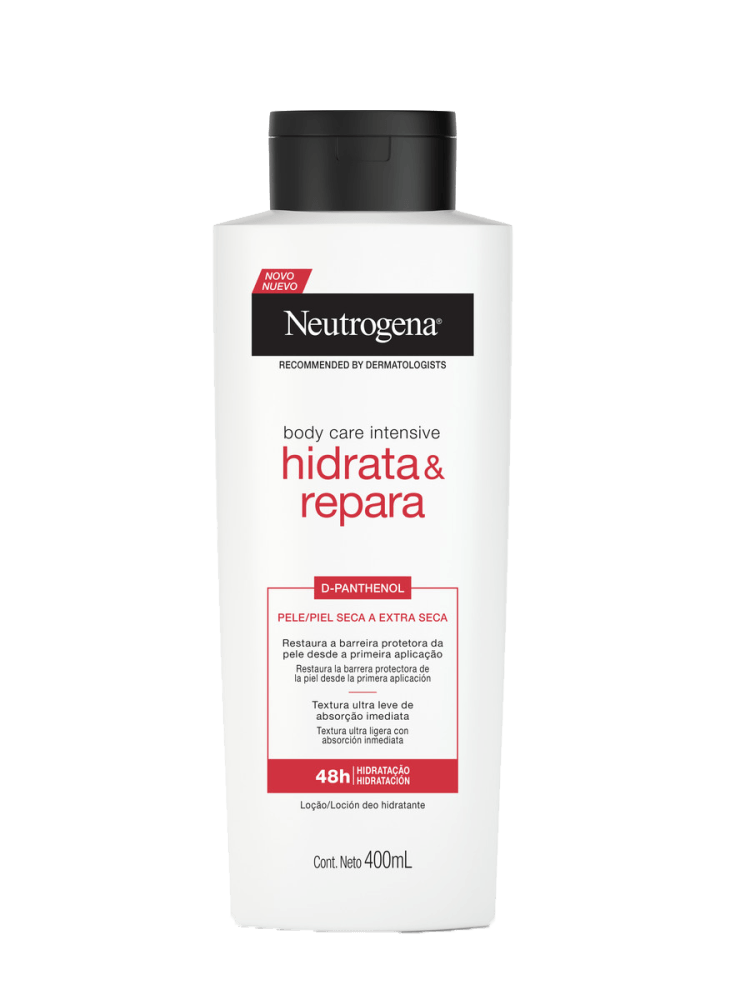 NOVO
NUEVO
Neutrogena®
RECOMMENDED BY DERMATOLOGISTS
body care intensive
hidrata &
repara
D-PANTHENOL
PELE/PIEL SECA A EXTRA SECA
Restaura a barreira protetora da
pele desde a primeira aplicação
Restaura la barrera protectora de
la piel desde la primera aplicación
Textura ultra leve de
absorção imediata
Textura ultra ligera con
absorción inmediata
48h HIDRATAÇÃO
HIDRATACIÓN
Loção/Loción deo hidratante
Cont. Neto 400mL